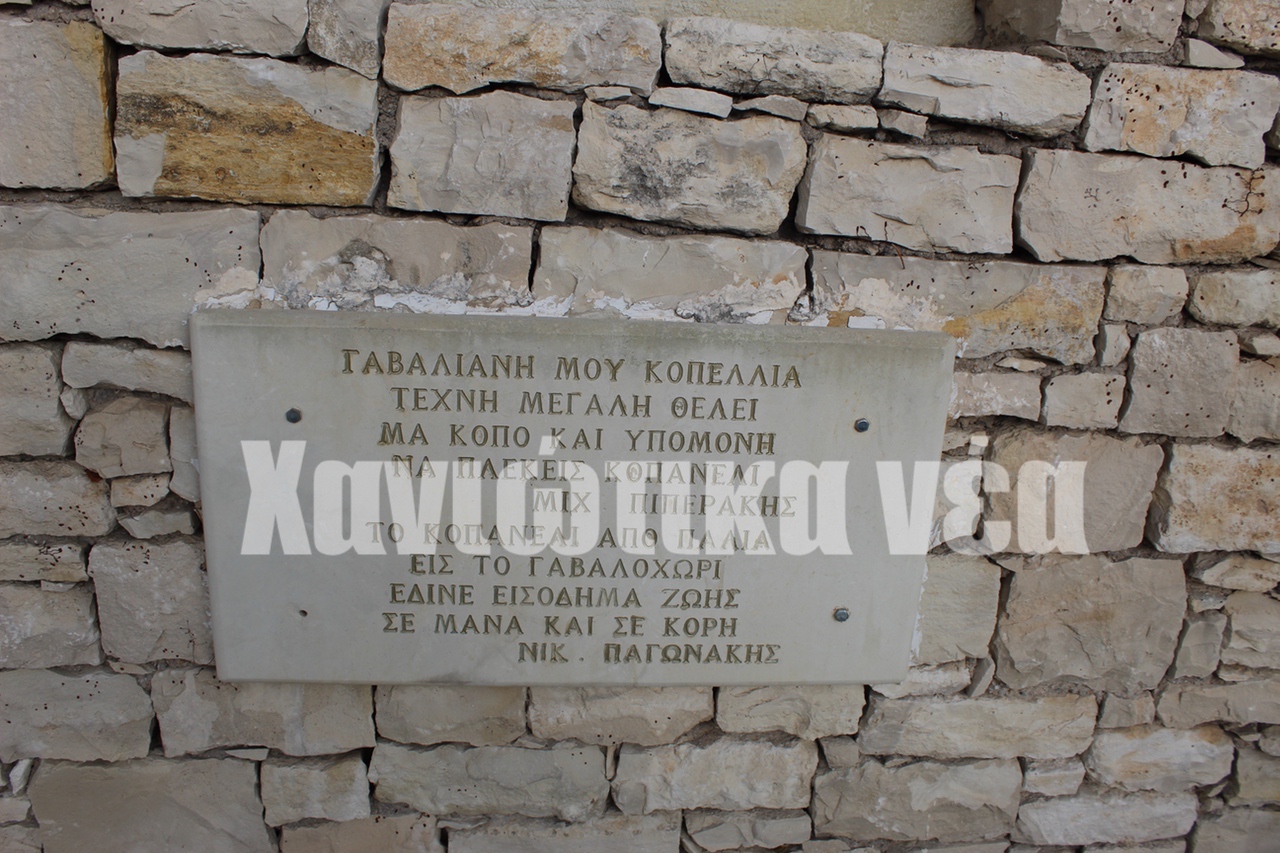 ΓΑΒΑΛΙΑΝΗ ΜΟΥ ΚΟΠΕΛΛΙΑ
ΤΕΧΝΗ ΜΕΓΑΛΗ ΘΕΛΕΙ
ΜΑ ΚΟΠΟ ΚΑΙ ΥΠΟΜΟΝΗ
ΝΑ ΠΛΕΚΕΙΣ ΚΟΠΑΝΕΛΙ
ΜΙΧ ΠΙΠΕΡΑΚΗΣ
Χανιώτικα νέα
ΤΟ ΚΟΠΑΝΕΛΙ ΑΠΟ ΠΑΛΙΑ
ΕΙΣ ΤΟ ΓΑΒΑΛΟΧΩΡΙ
ΕΔΙΝΕ ΕΙΣΟΔΗΜΑ ΖΩΗΣ
ΣΕ ΜΑΝΑ ΚΑΙ ΣΕ ΚΟΡΗ
ΝΙΚ. ΠΑΓΩΝΑΚΗΣ